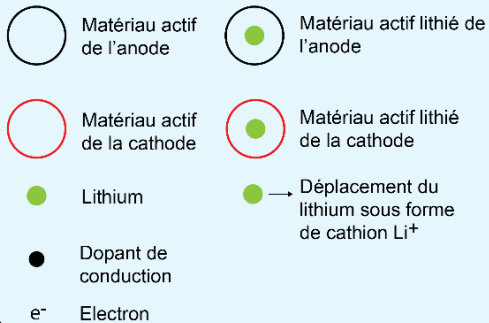 Matériau actif
de l'anode
Matériau actif lithié de
l'anode
Matériau actif
de la cathode
Matériau actif lithié
de la cathode
Lithium
Déplacement du
lithium sous forme
de cation Li⁺
Dopant de
conduction
e⁻ Electron